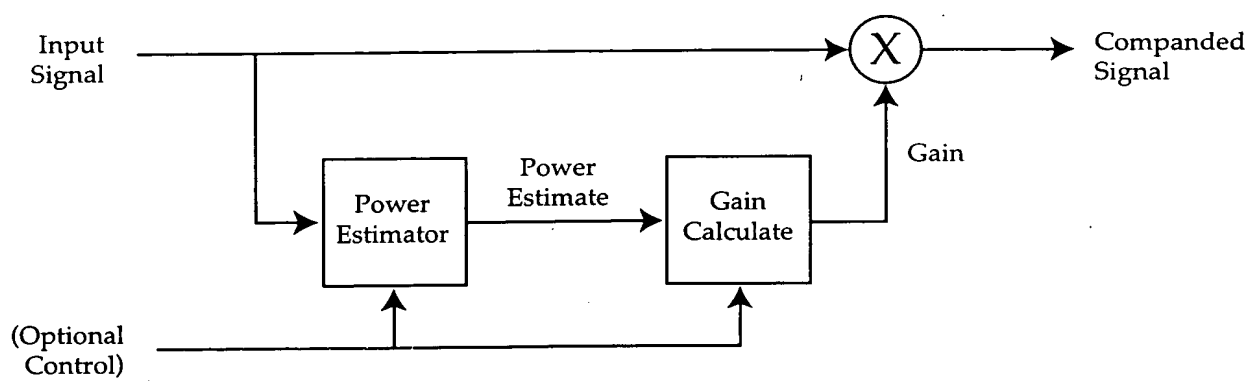 Input
Signal
X
Companded
Signal
Gain
Power
Estimator
Power
Estimate
Gain
Calculate
(Optional
Control)